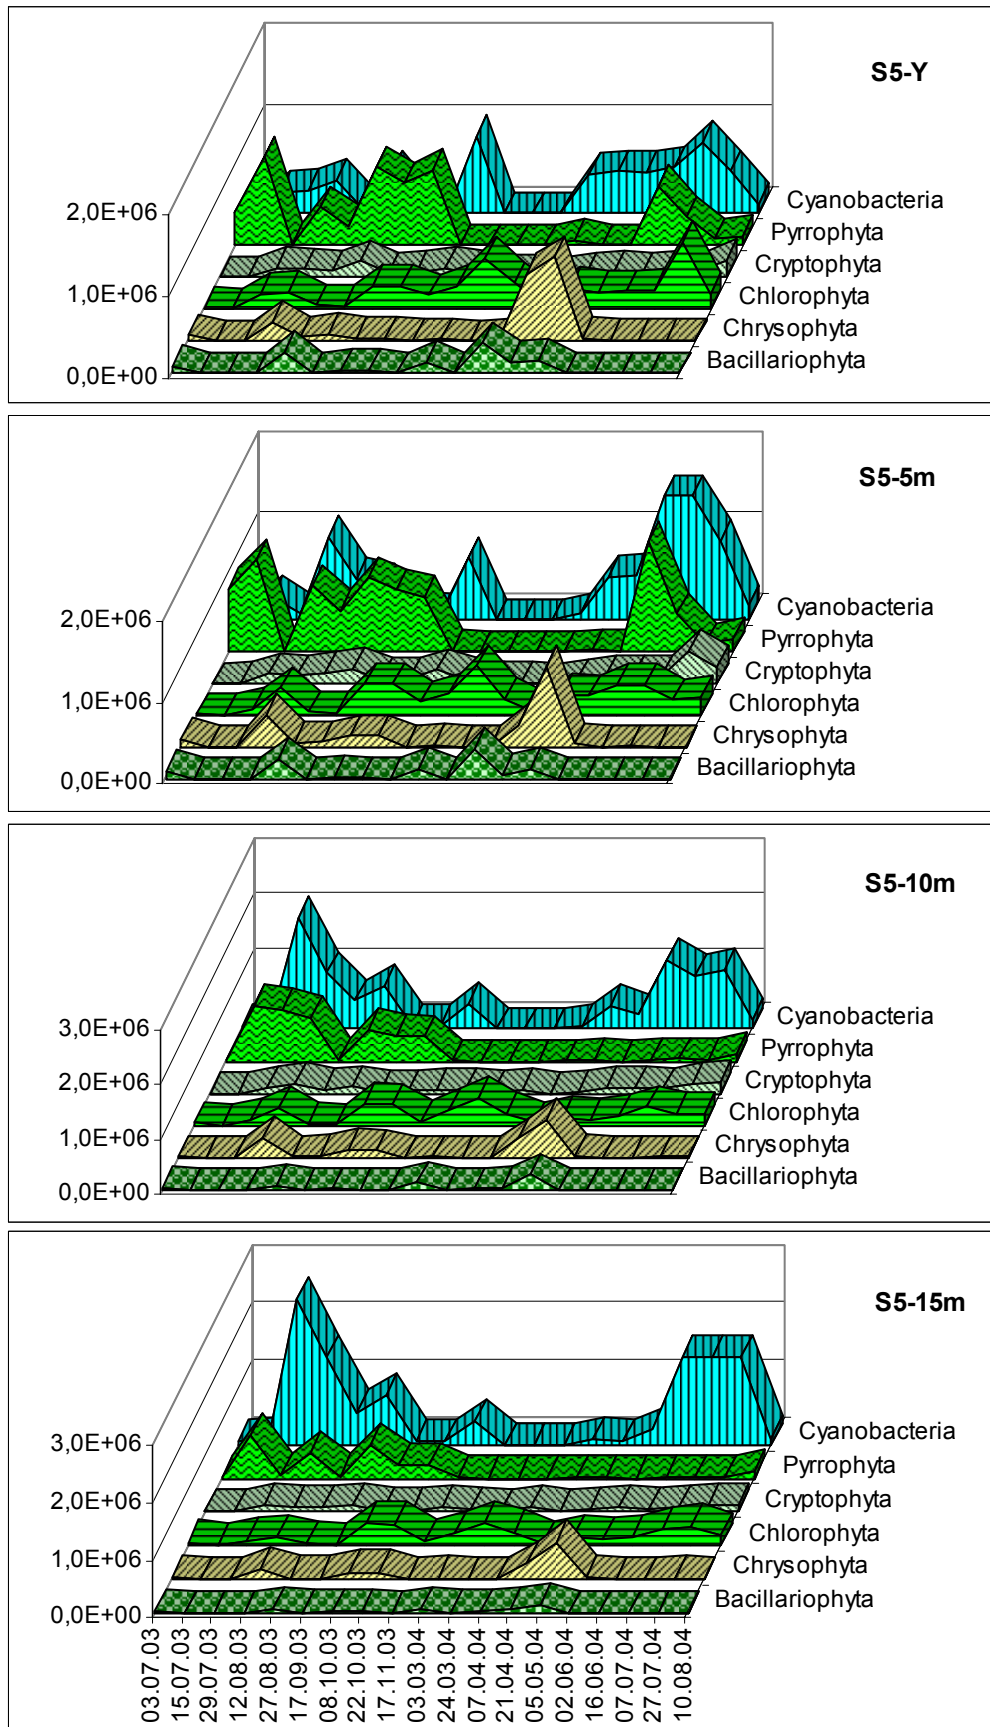 S5-Y
2,0E+06
1,0E+06
0,0E+00
Cyanobacteria
Pyrrophyta
Cryptophyta
Chlorophyta
Chrysophyta
Bacillariophyta
S5-5m
2,0E+06
1,0E+06
0,0E+00
Cyanobacteria
Pyrrophyta
Cryptophyta
Chlorophyta
Chrysophyta
Bacillariophyta
S5-10m
3,0E+06
2,0E+06
1,0E+06
0,0E+00
Cyanobacteria
Pyrrophyta
Cryptophyta
Chlorophyta
Chrysophyta
Bacillariophyta
S5-15m
3,0E+06
2,0E+06
1,0E+06
0,0E+00
Cyanobacteria
Pyrrophyta
Cryptophyta
Chlorophyta
Chrysophyta
Bacillariophyta
03.07.03
15.07.03
29.07.03
12.08.03
27.08.03
17.09.03
08.10.03
22.10.03
17.11.03
03.03.04
24.03.04
07.04.04
21.04.04
05.05.04
02.06.04
16.06.04
07.07.04
27.07.04
10.08.04